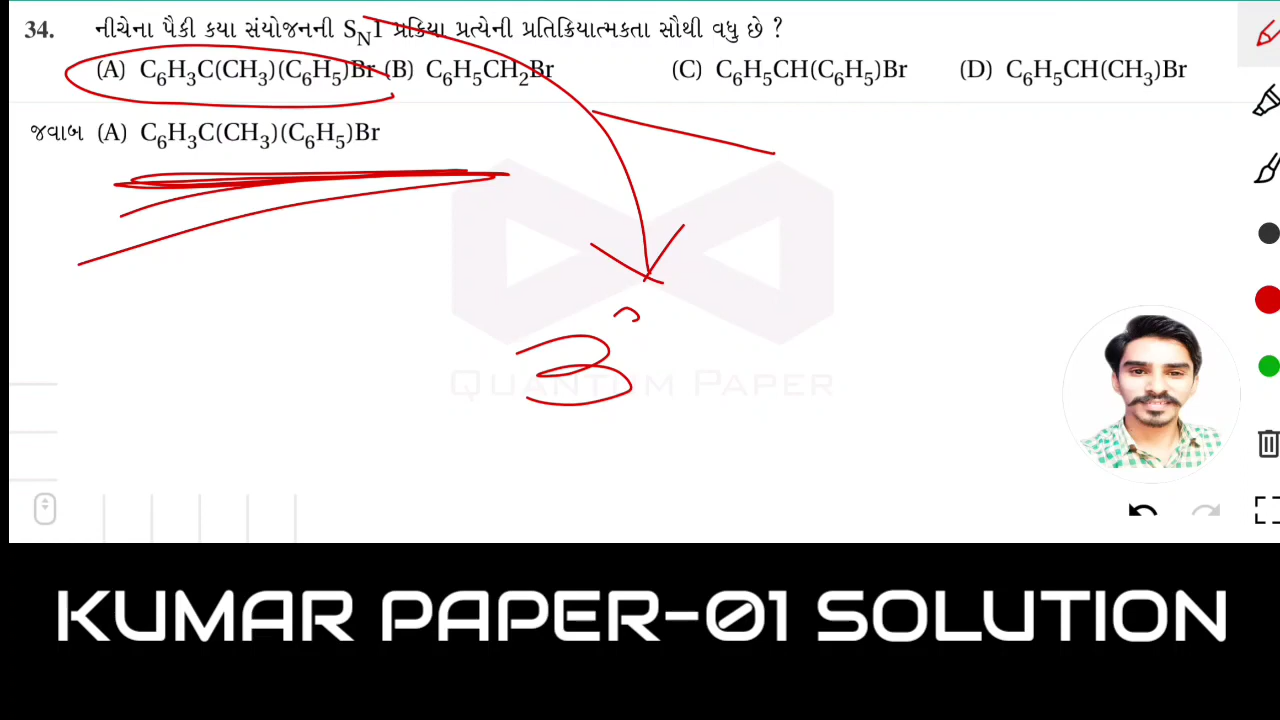 34. નીચેના પૈકી કયા સંયોજનની S_N1 પ્રક્રિયા પ્રત્યેની પ્રતિક્રિયાત્મકતા સૌથી વધુ છે ?
(A) C₆H₃C(CH₃)(C₆H₅)Br (B) C₆H₅CH₂Br (C) C₆H₅CH(C₆H₅)Br (D) C₆H₅CH(CH₃)Br
જવાબ (A) C₆H₃C(CH₃)(C₆H₅)Br
3°
QUANTUM PAPER
KUMAR PAPER-01 SOLUTION